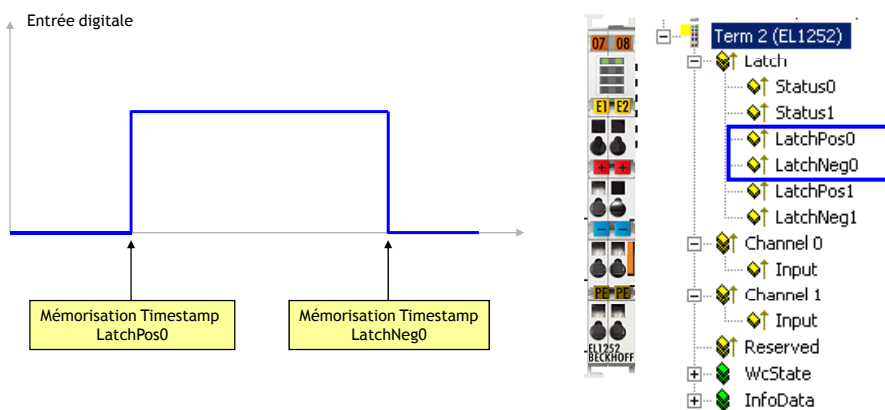 Entrée digitale
Mémorisation Timestamp
LatchPos0
Mémorisation Timestamp
LatchNeg0
07 08
E1 E2
+ +
− −
PE PE
EL1252
BECKHOFF
Term 2 (EL1252)
Latch
Status0
Status1
LatchPos0
LatchNeg0
LatchPos1
LatchNeg1
Channel 0
Input
Channel 1
Input
Reserved
WcState
InfoData